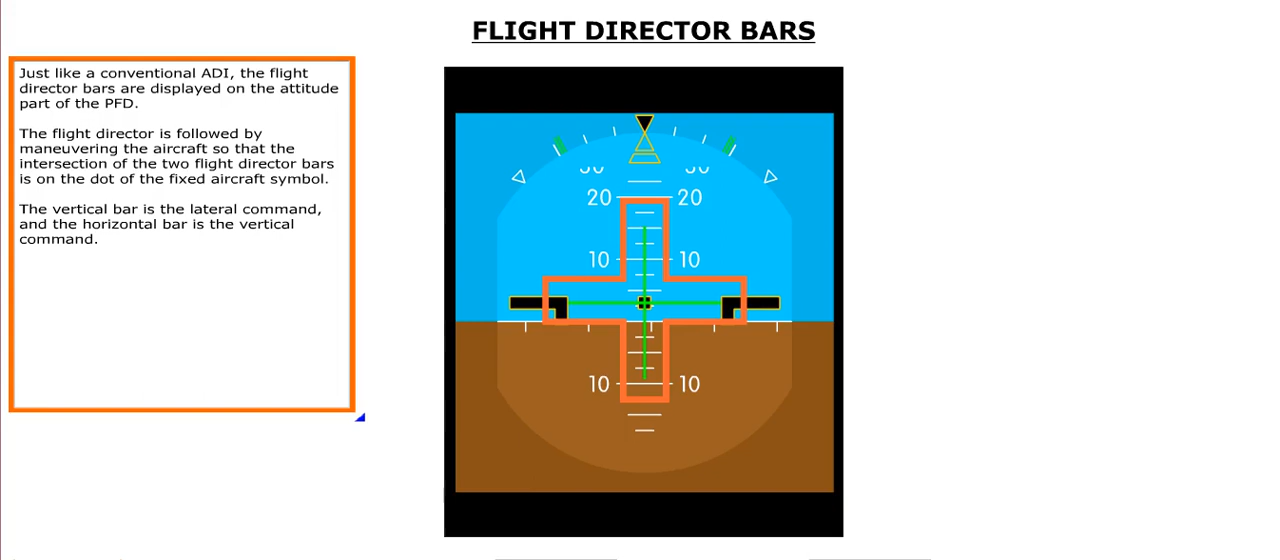 FLIGHT DIRECTOR BARS
Just like a conventional ADI, the flight
director bars are displayed on the attitude
part of the PFD.
The flight director is followed by
maneuvering the aircraft so that the
intersection of the two flight director bars
is on the dot of the fixed aircraft symbol.
The vertical bar is the lateral command,
and the horizontal bar is the vertical
command.
30 30
20 20
10 10
10 10